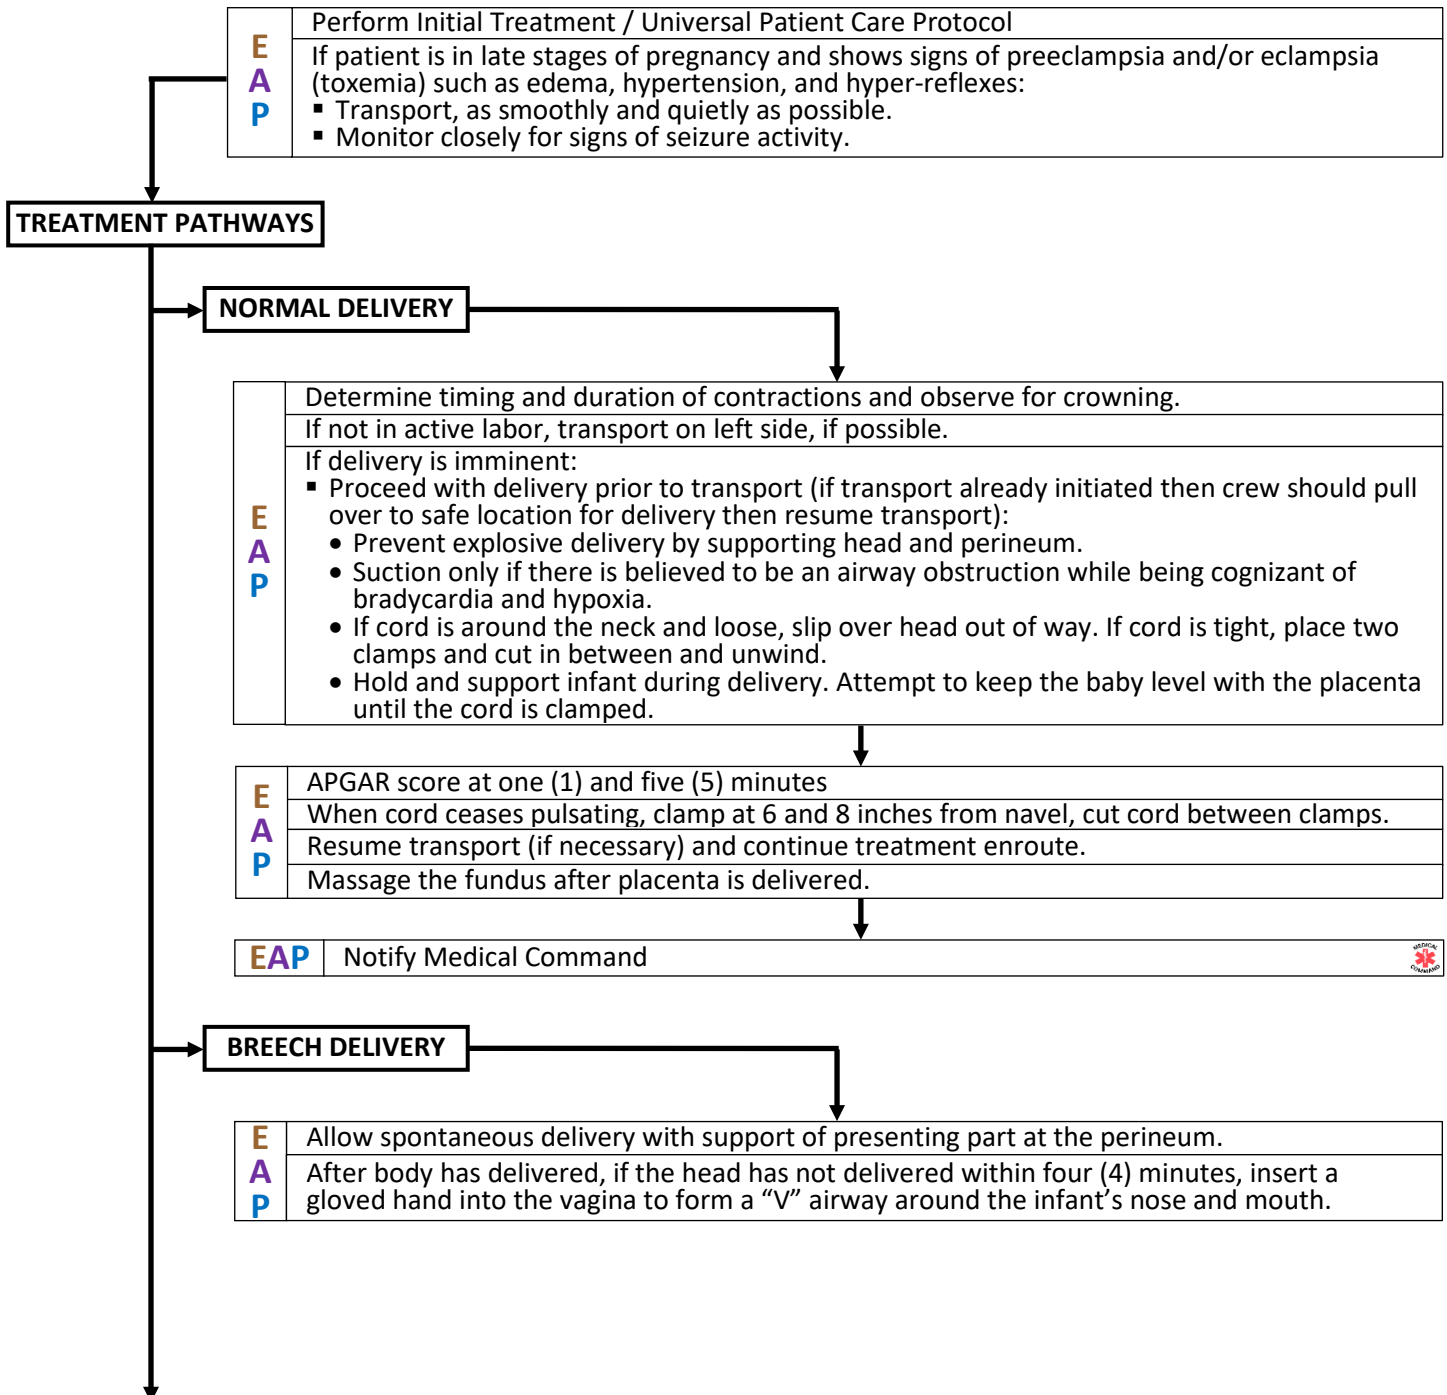 E
A
P
Perform Initial Treatment / Universal Patient Care Protocol
If patient is in late stages of pregnancy and shows signs of preeclampsia and/or eclampsia
(toxemia) such as edema, hypertension, and hyper-reflexes:
▪ Transport, as smoothly and quietly as possible.
▪ Monitor closely for signs of seizure activity.
TREATMENT PATHWAYS
NORMAL DELIVERY
E
A
P
Determine timing and duration of contractions and observe for crowning.
If not in active labor, transport on left side, if possible.
If delivery is imminent:
▪ Proceed with delivery prior to transport (if transport already initiated then crew should pull
over to safe location for delivery then resume transport):
• Prevent explosive delivery by supporting head and perineum.
• Suction only if there is believed to be an airway obstruction while being cognizant of
bradycardia and hypoxia.
• If cord is around the neck and loose, slip over head out of way. If cord is tight, place two
clamps and cut in between and unwind.
• Hold and support infant during delivery. Attempt to keep the baby level with the placenta
until the cord is clamped.
E
A
P
APGAR score at one (1) and five (5) minutes
When cord ceases pulsating, clamp at 6 and 8 inches from navel, cut cord between clamps.
Resume transport (if necessary) and continue treatment enroute.
Massage the fundus after placenta is delivered.
EAP Notify Medical Command
MEDICAL
COMMAND
BREECH DELIVERY
E
A
P
Allow spontaneous delivery with support of presenting part at the perineum.
After body has delivered, if the head has not delivered within four (4) minutes, insert a
gloved hand into the vagina to form a “V” airway around the infant’s nose and mouth.